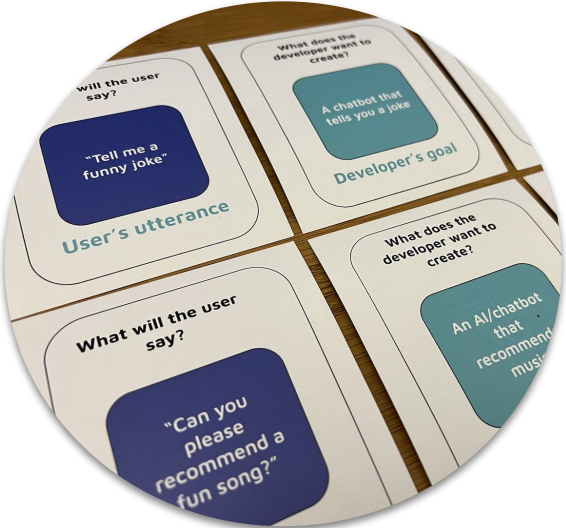 will the user
say?
“Tell me a
funny joke”
User’s utterance
What does the
developer want to
create?
A chatbot that
tells you a joke
Developer’s goal
What will the user
say?
“Can you
please
recommend a
fun song?”
What does the
developer want to
create?
An AI/chatbot
that
recommend
musi